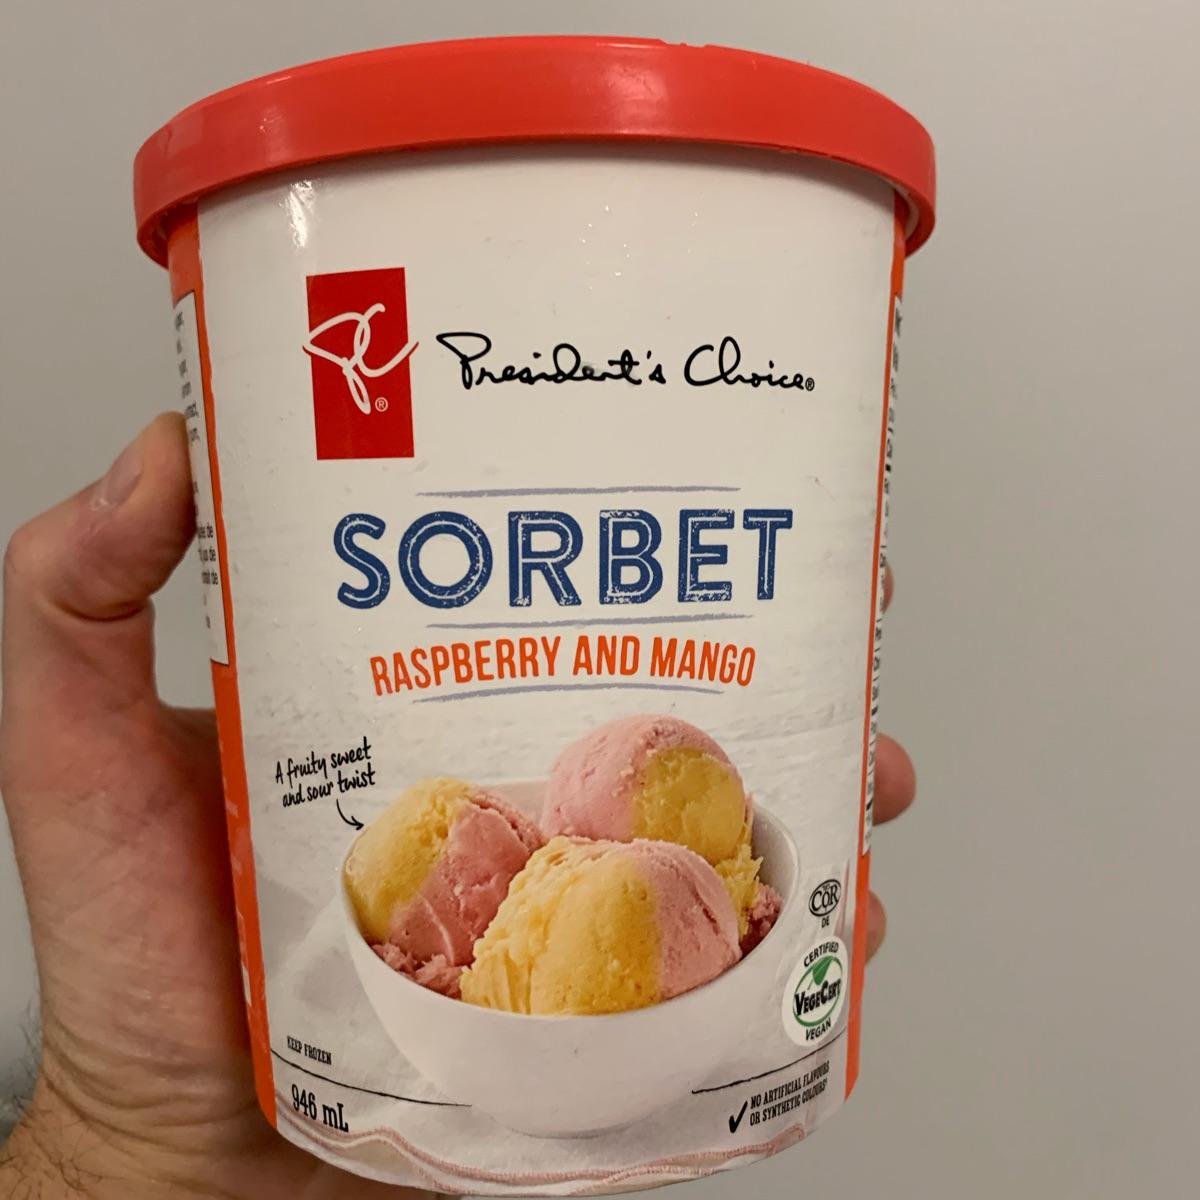 PC®
President's Choice®
SORBET
RASPBERRY AND MANGO
A fruity sweet
and sour twist
COR
DE
CERTIFIED
VEGECERT
VEGAN
KEEP FROZEN
946 mL
NO ARTIFICIAL FLAVOURS
OR SYNTHETIC COLOURS